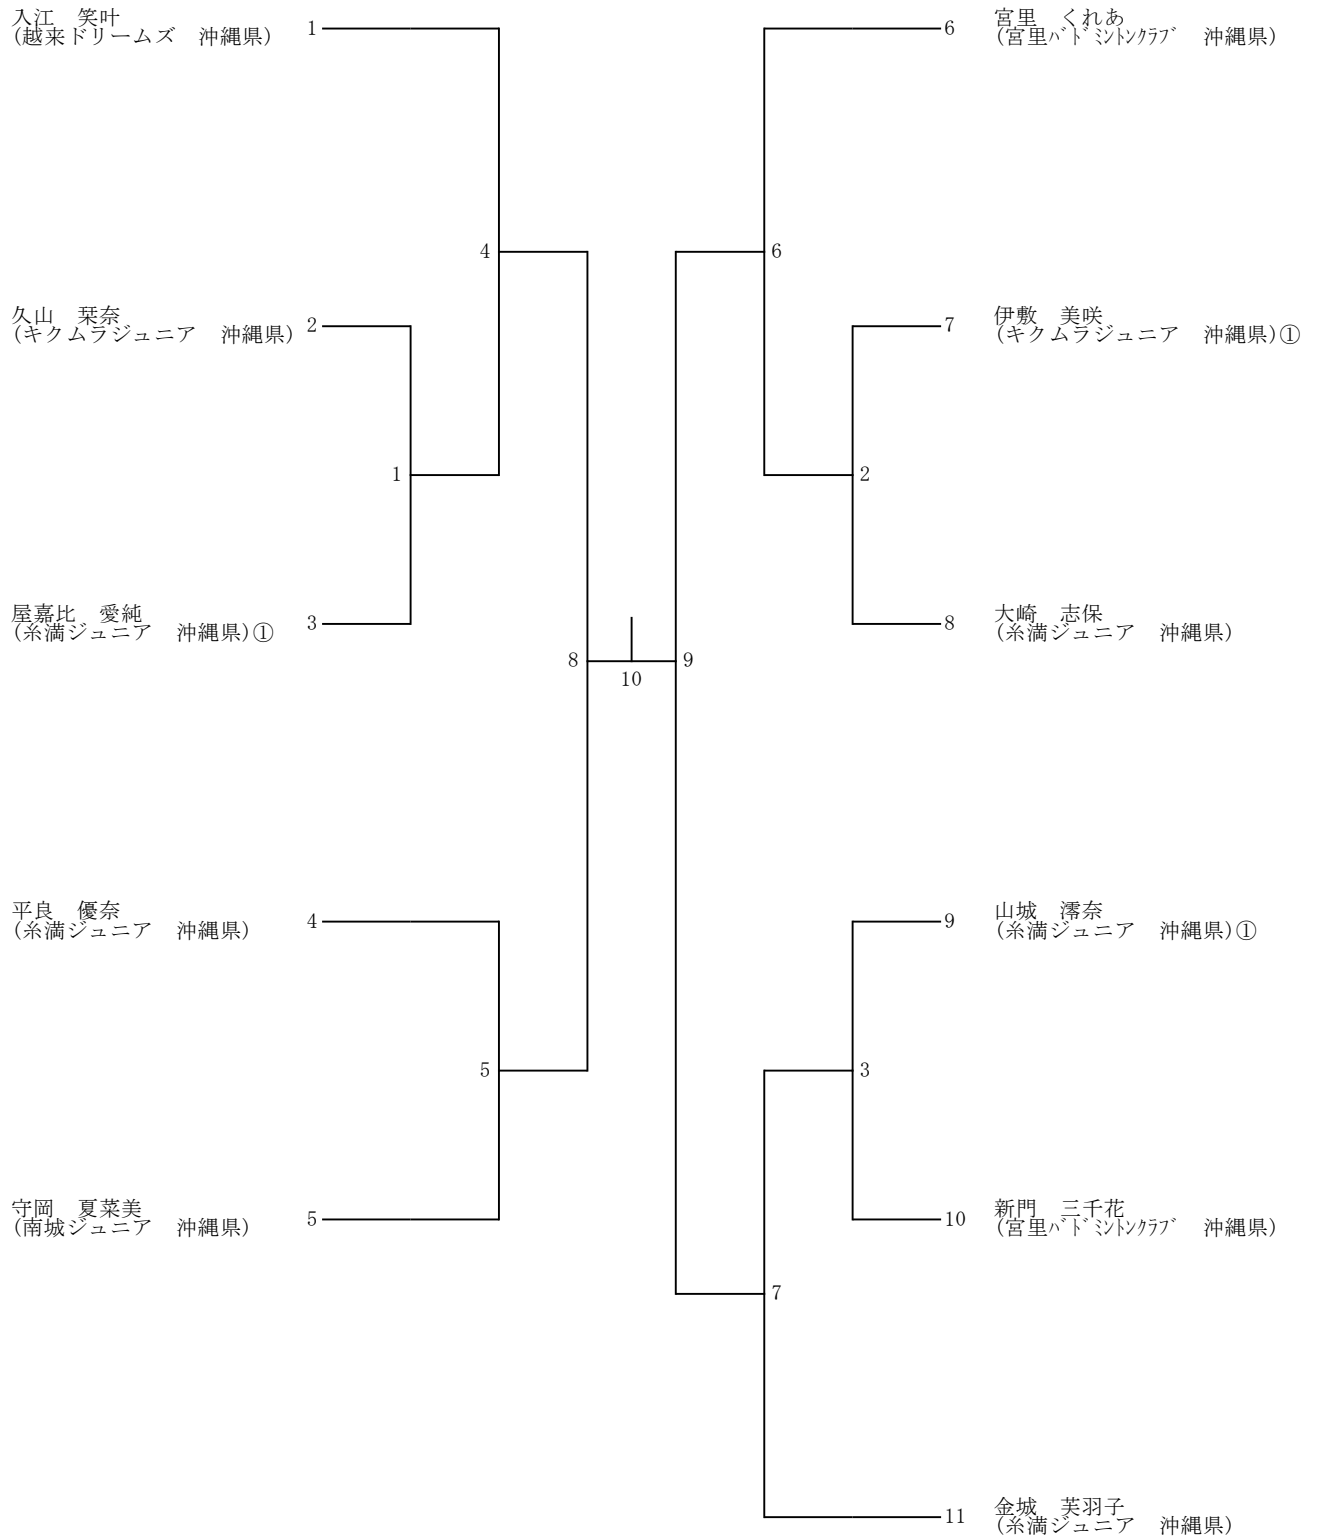 入江　笑叶
(越来ドリームズ　沖縄県) 1
久山　栞奈
(キクムラジュニア　沖縄県) 2
屋嘉比　愛純
(糸満ジュニア　沖縄県)① 3
平良　優奈
(糸満ジュニア　沖縄県) 4
守岡　夏菜美
(南城ジュニア　沖縄県) 5
4
1
5
8
10
9
6
2
3
7
宮里　くれあ
6 (宮里ﾊﾞﾄﾞﾐﾝﾄﾝｸﾗﾌﾞ　沖縄県)
伊敷　美咲
7 (キクムラジュニア　沖縄県)①
大崎　志保
8 (糸満ジュニア　沖縄県)
山城　澪奈
9 (糸満ジュニア　沖縄県)①
新門　三千花
10 (宮里ﾊﾞﾄﾞﾐﾝﾄﾝｸﾗﾌﾞ　沖縄県)
金城　芙羽子
11 (糸満ジュニア　沖縄県)